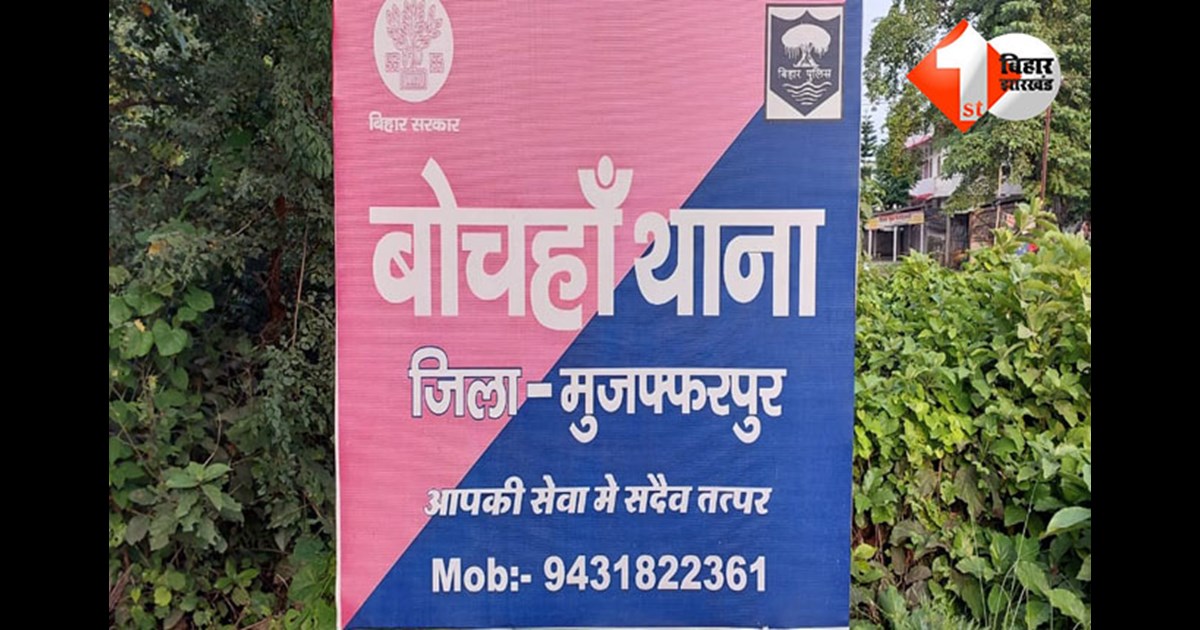 बिहार सरकार
बिहार पुलिस
1st
बिहार
झारखंड
बोचहाँ थाना
जिला - मुजफ्फरपुर
आपकी सेवा मे सदैव तत्पर
Mob:- 9431822361